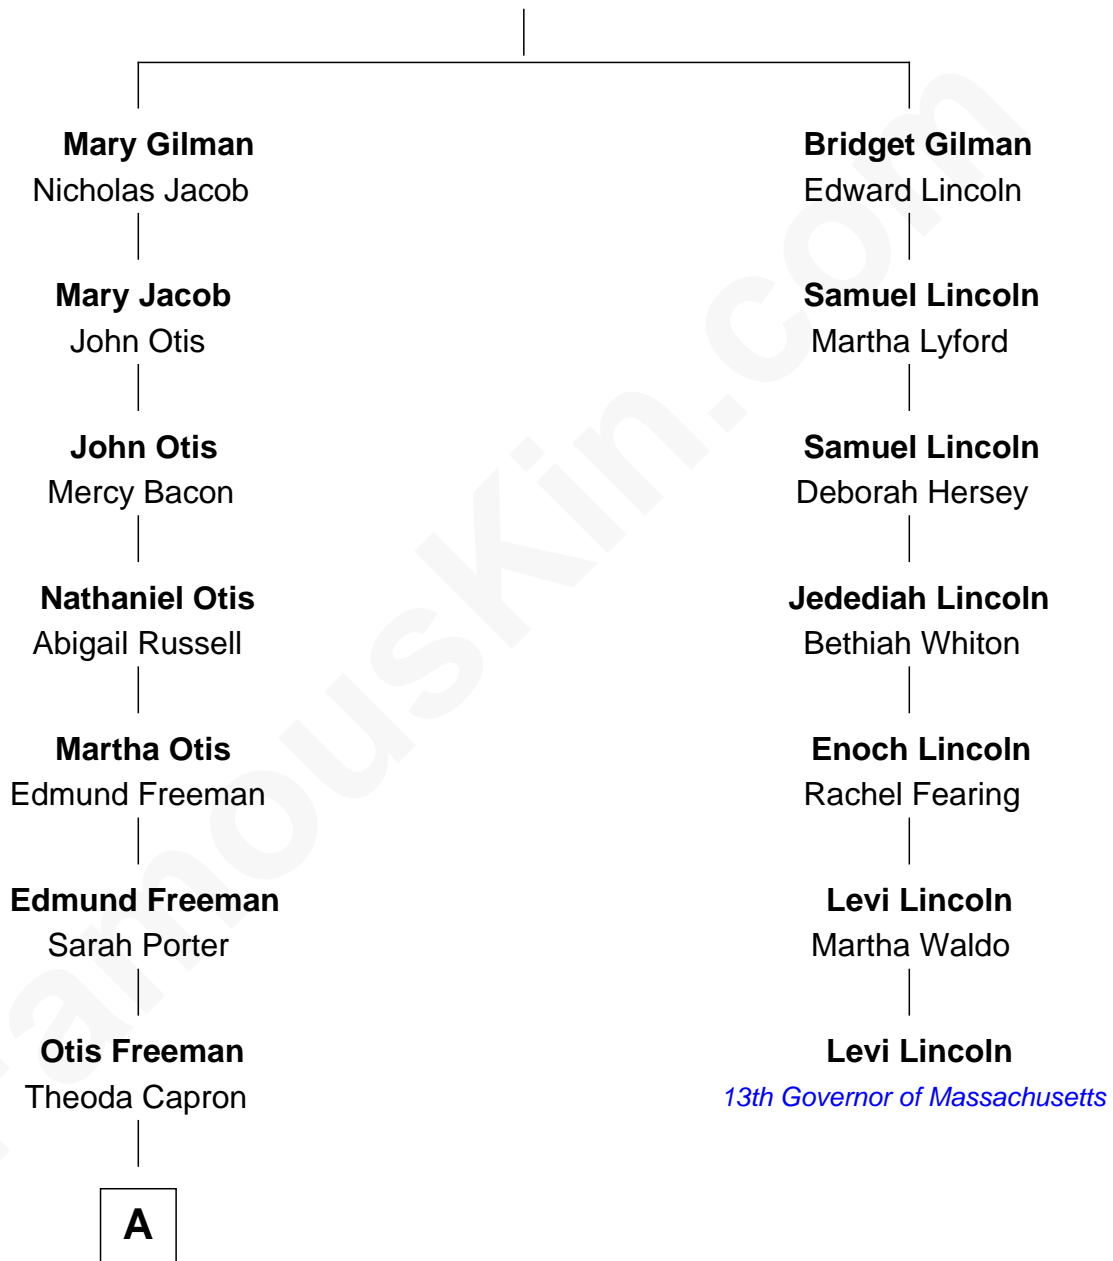 Mary Gilman
Nicholas Jacob
Bridget Gilman
Edward Lincoln
Mary Jacob
John Otis
Samuel Lincoln
Martha Lyford
John Otis
Mercy Bacon
Samuel Lincoln
Deborah Hersey
Nathaniel Otis
Abigail Russell
Jedediah Lincoln
Bethiah Whiton
Martha Otis
Edmund Freeman
Enoch Lincoln
Rachel Fearing
Edmund Freeman
Sarah Porter
Levi Lincoln
Martha Waldo
Otis Freeman
Theoda Capron
Levi Lincoln
13th Governor of Massachusetts
A
FamousKin.com